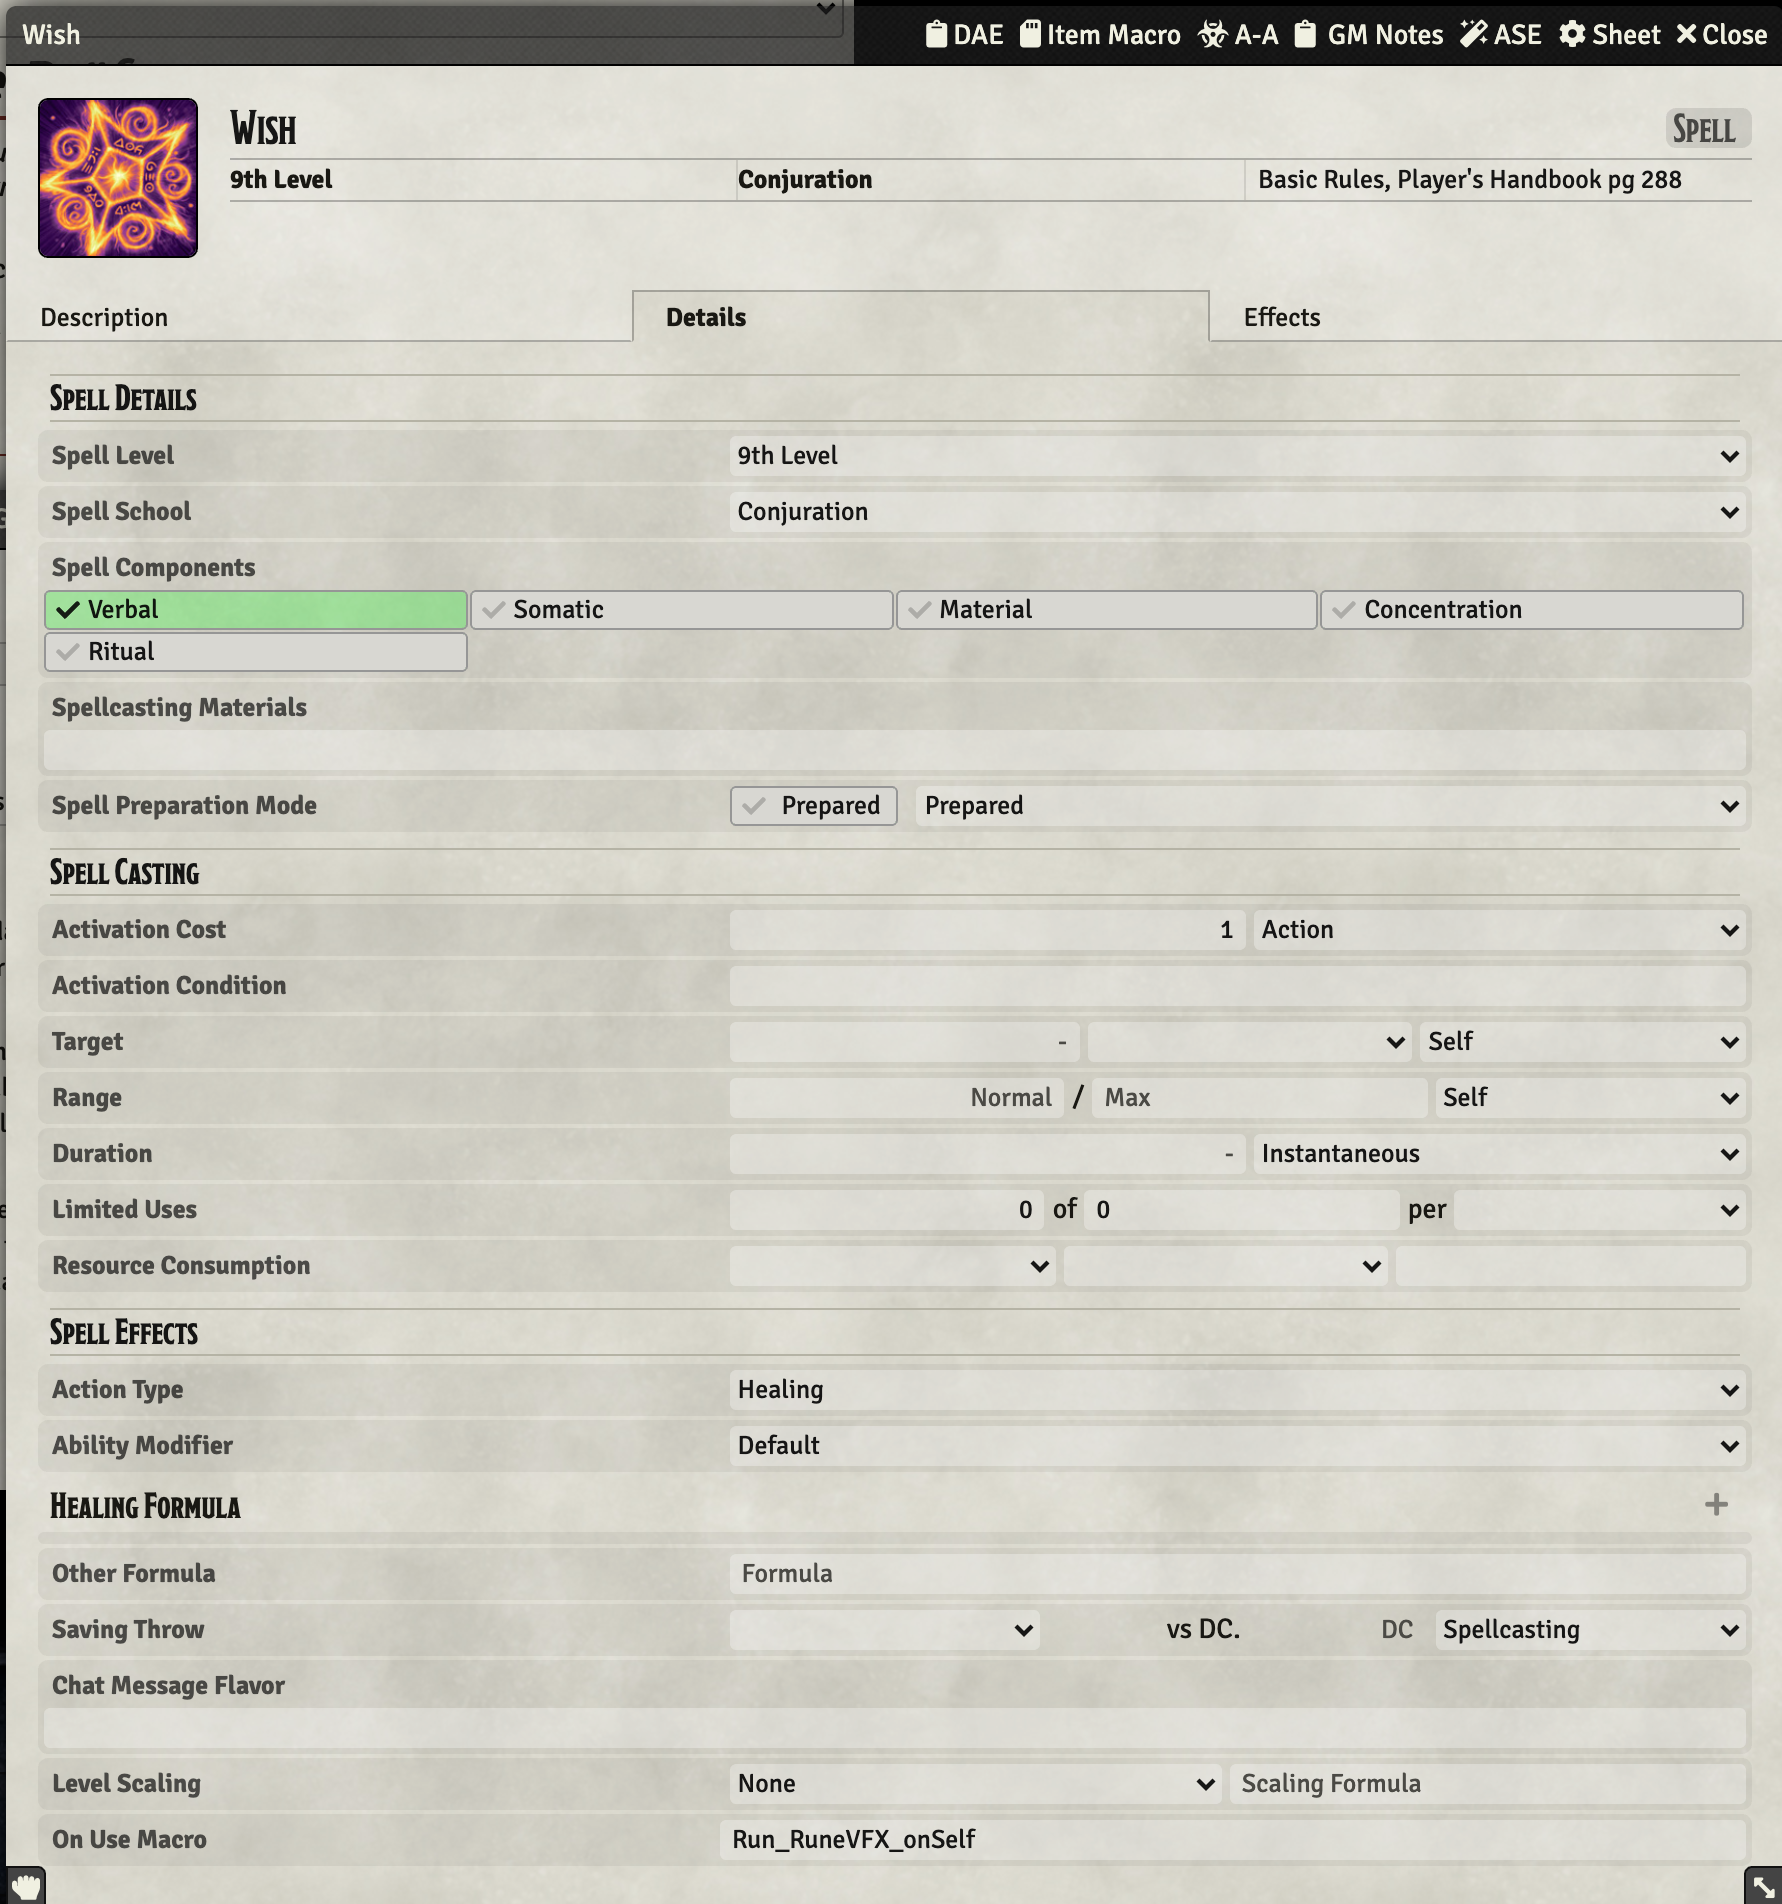 Wish DAE Item Macro A-A GM Notes ASE Sheet Close
Wish Spell
9th Level Conjuration Basic Rules, Player's Handbook pg 288
Description Details Effects
Spell Details
Spell Level 9th Level
Spell School Conjuration
Spell Components
Verbal Somatic Material Concentration
Ritual
Spellcasting Materials
Spell Preparation Mode Prepared Prepared
Spell Casting
Activation Cost 1 Action
Activation Condition
Target - Self
Range Normal / Max Self
Duration - Instantaneous
Limited Uses 0 of 0 per
Resource Consumption
Spell Effects
Action Type Healing
Ability Modifier Default
Healing Formula
Other Formula Formula
Saving Throw vs DC. DC Spellcasting
Chat Message Flavor
Level Scaling None Scaling Formula
On Use Macro Run_RuneVFX_onSelf